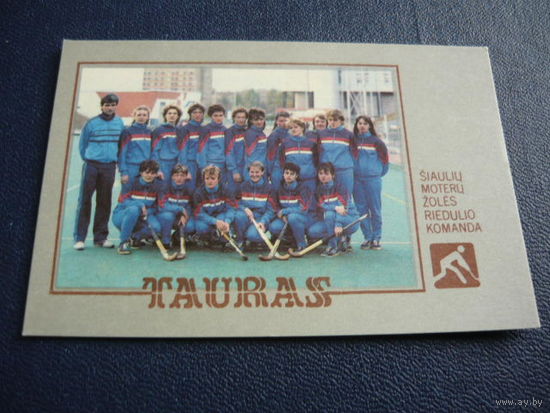 ŠIAULIŲ
MOTERŲ
ŽOLĖS
RIEDULIO
KOMANDA
TAURAS
www.ay.by